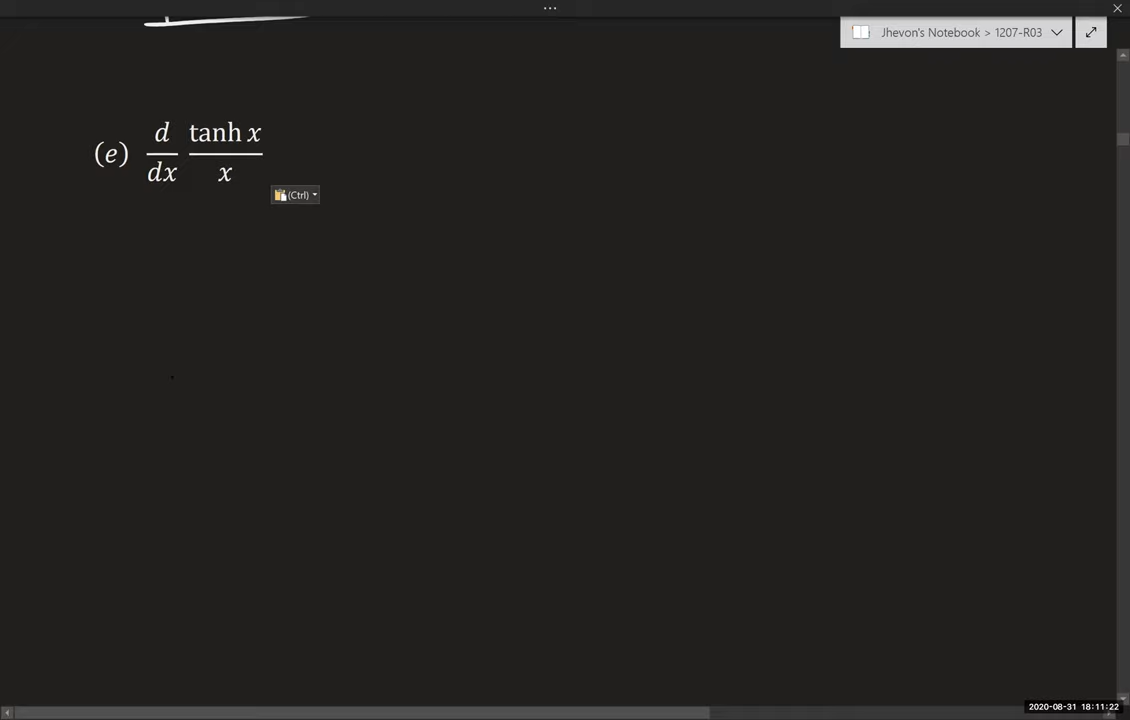 Jhevon's Notebook > 1207-R03
(e) d/dx tanh x/x
(Ctrl)
2020-08-31 18:11:22